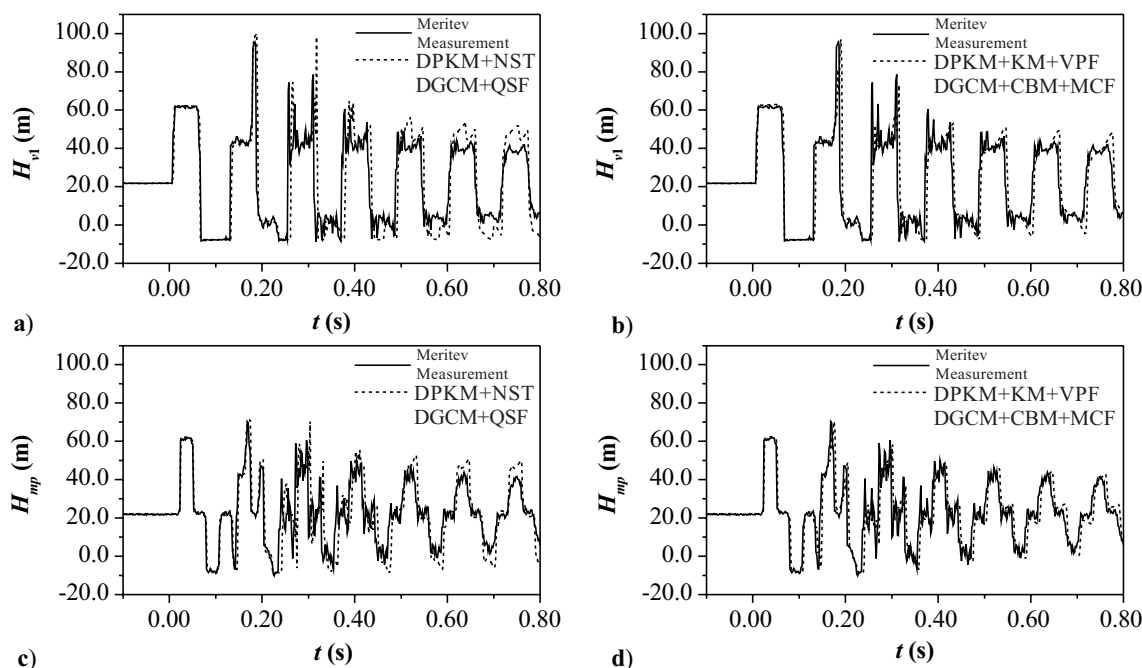 100.0
80.0
60.0
40.0
20.0
0.0
-20.0
H_v1 (m)
Meritev
Measurement
DPKM+NST
DGCM+QSF
0.00 0.20 0.40 0.60 0.80
t (s)
a)
100.0
80.0
60.0
40.0
20.0
0.0
-20.0
H_v1 (m)
Meritev
Measurement
DPKM+KM+VPF
DGCM+CBM+MCF
0.00 0.20 0.40 0.60 0.80
t (s)
b)
100.0
80.0
60.0
40.0
20.0
0.0
-20.0
H_mp (m)
Meritev
Measurement
DPKM+NST
DGCM+QSF
0.00 0.20 0.40 0.60 0.80
t (s)
c)
100.0
80.0
60.0
40.0
20.0
0.0
-20.0
H_mp (m)
Meritev
Measurement
DPKM+KM+VPF
DGCM+CBM+MCF
0.00 0.20 0.40 0.60 0.80
t (s)
d)